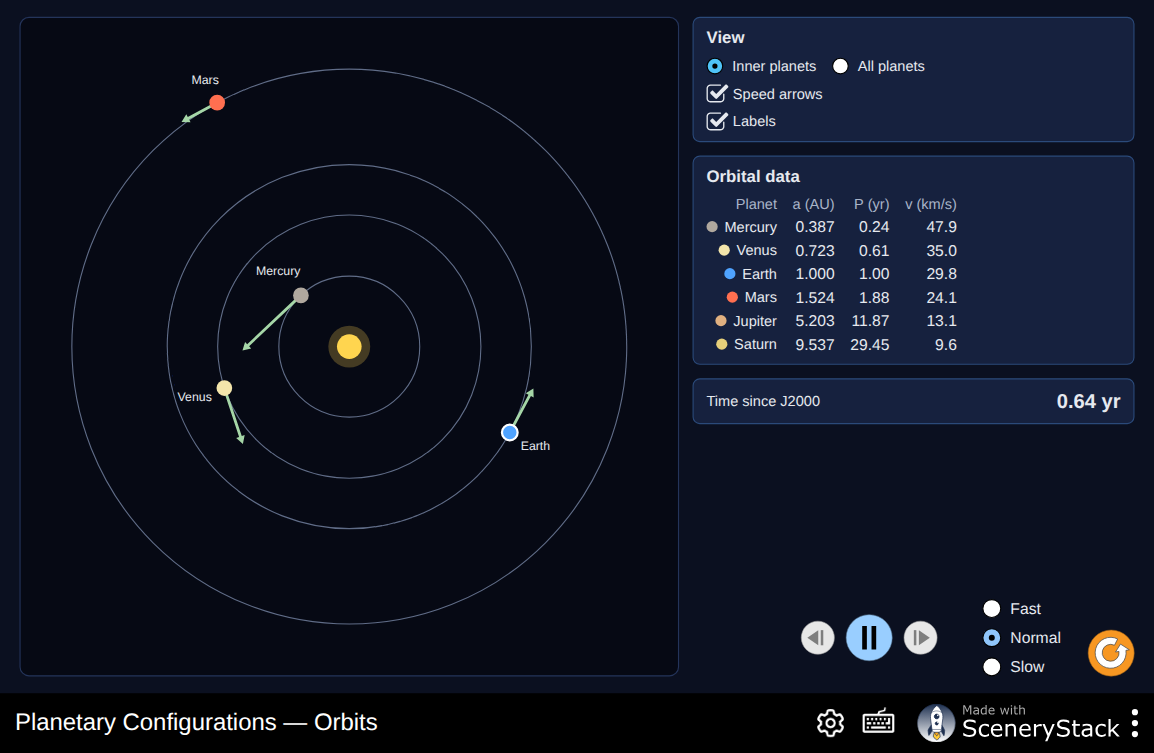 Mars
Mercury
Venus
Earth
View
Inner planets All planets
Speed arrows
Labels
Orbital data
Planet a (AU) P (yr) v (km/s)
Mercury 0.387 0.24 47.9
Venus 0.723 0.61 35.0
Earth 1.000 1.00 29.8
Mars 1.524 1.88 24.1
Jupiter 5.203 11.87 13.1
Saturn 9.537 29.45 9.6
Time since J2000 0.64 yr
Fast
Normal
Slow
Planetary Configurations — Orbits
Made with
SceneryStack